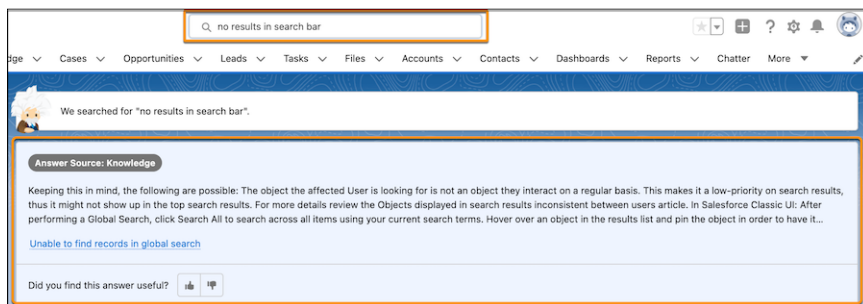 no results in search bar
dge Cases Opportunities Leads Tasks Files Accounts Contacts Dashboards Reports Chatter More
We searched for "no results in search bar".
Answer Source: Knowledge
Keeping this in mind, the following are possible: The object the affected User is looking for is not an object they interact on a regular basis. This makes it a low-priority on search results,
thus it might not show up in the top search results. For more details review the Objects displayed in search results inconsistent between users article. In Salesforce Classic UI: After
performing a Global Search, click Search All to search across all items using your current search terms. Hover over an object in the results list and pin the object in order to have it...
Unable to find records in global search
Did you find this answer useful?